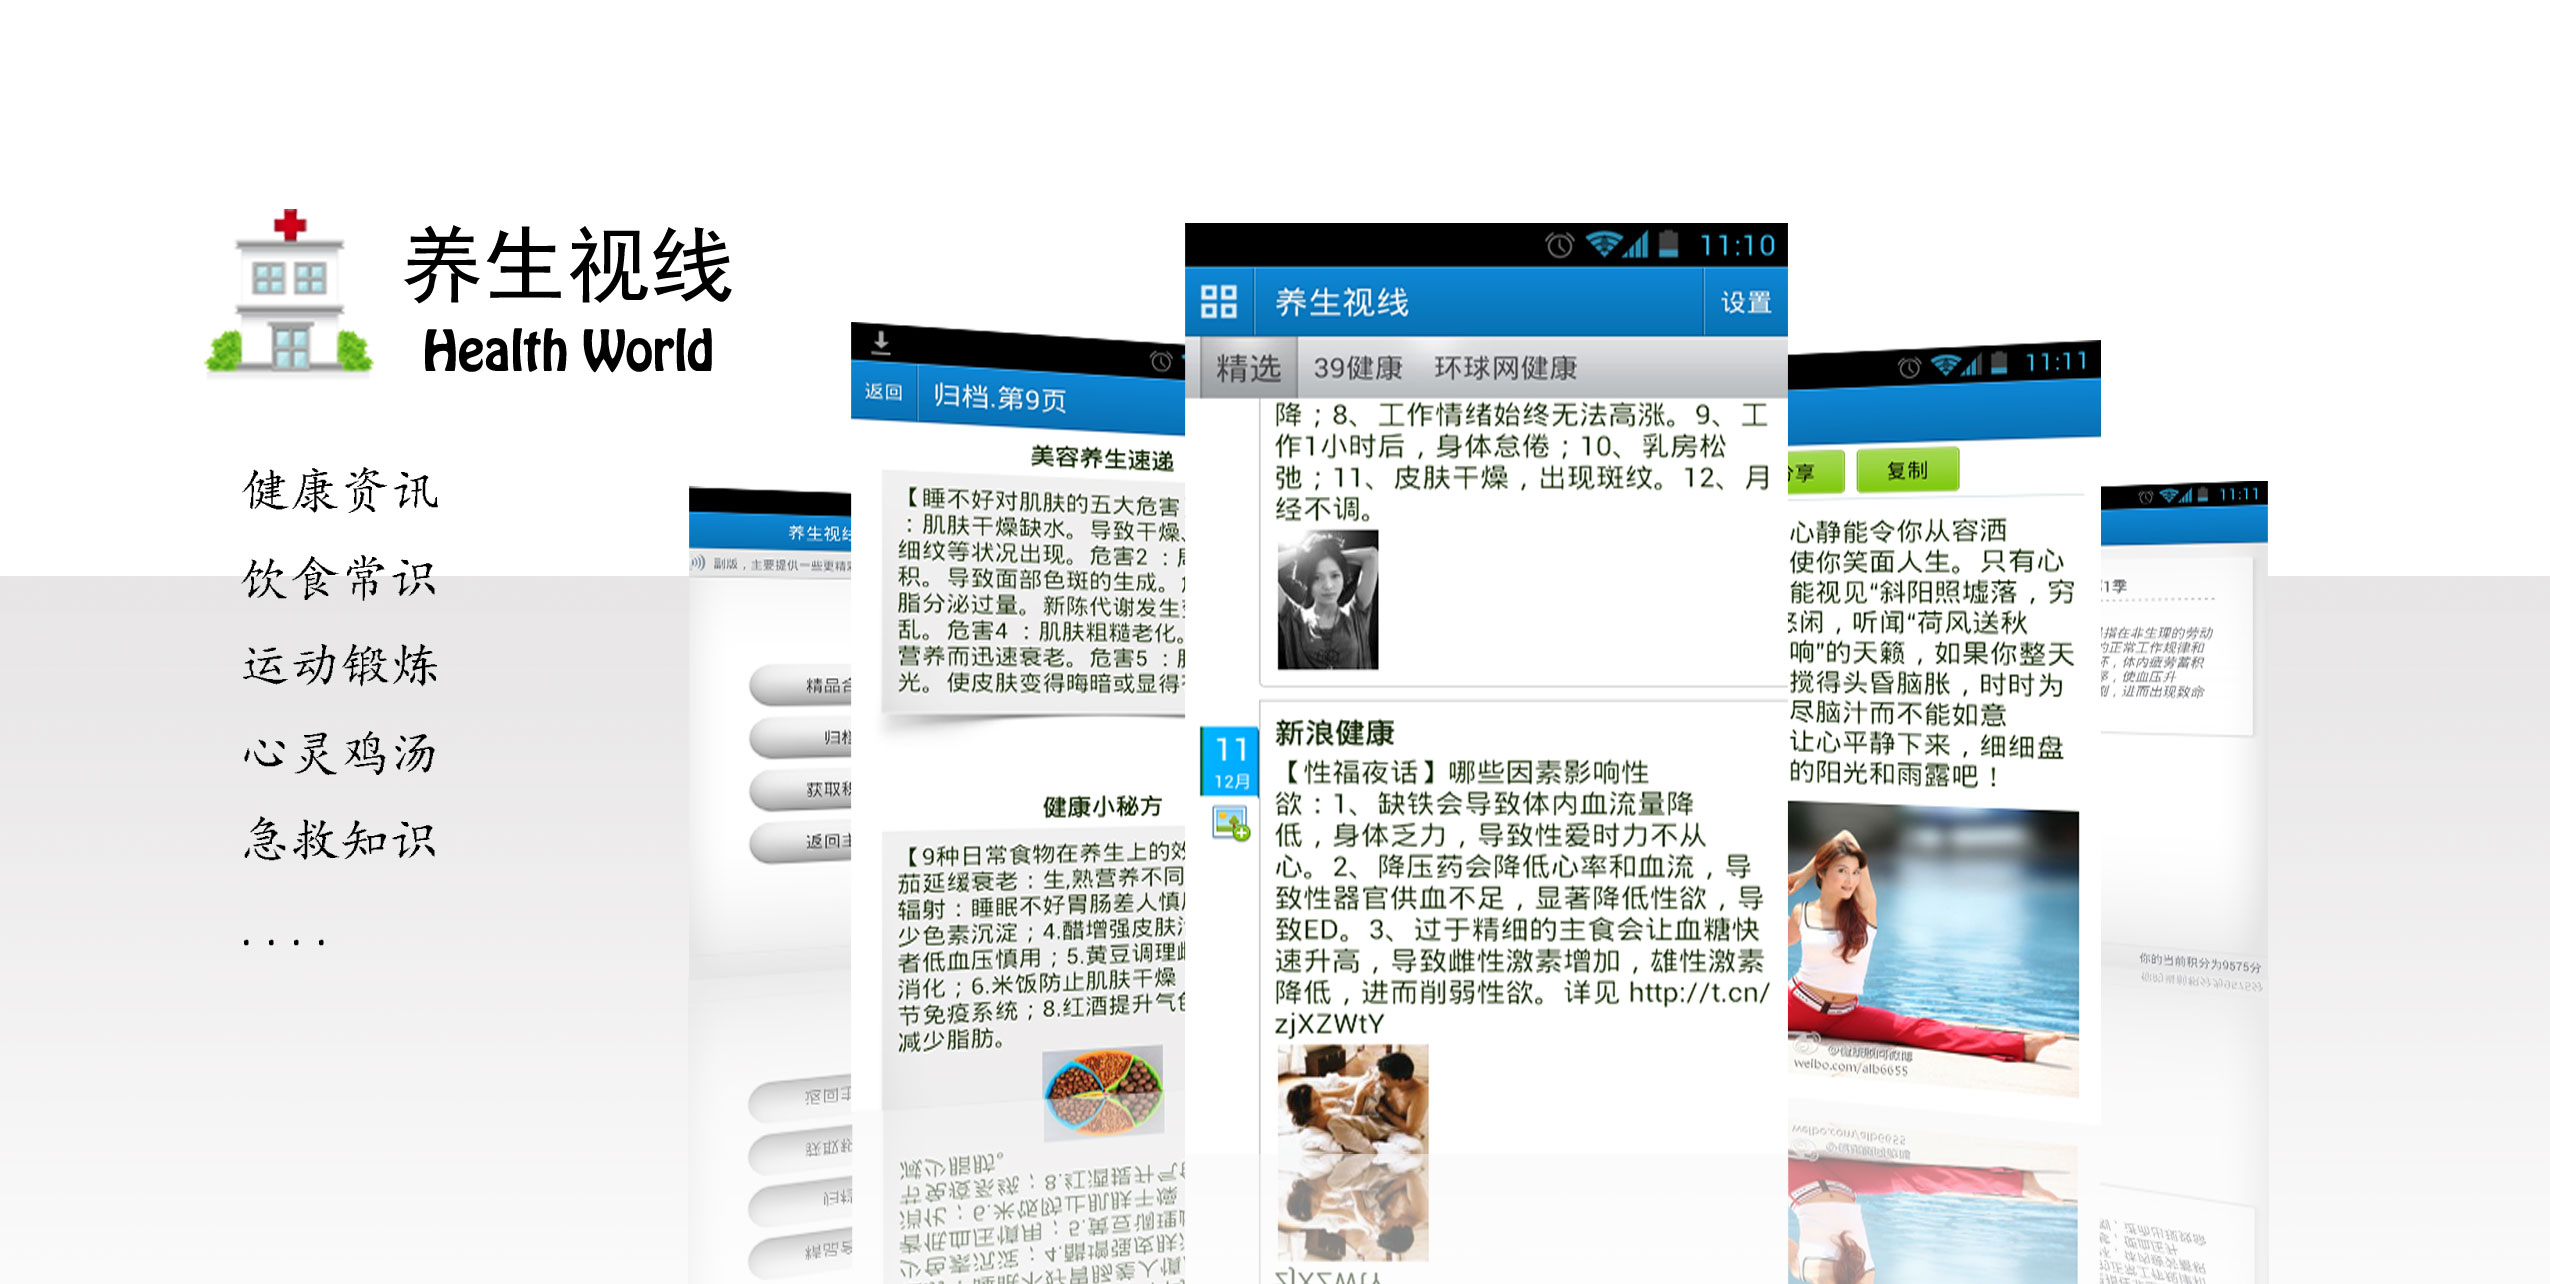 养生视线
Health World
健康资讯
饮食常识
运动锻炼
心灵鸡汤
急救知识
....
养生视线
副版，主要提供一些更精
精品
归档
获取
返回
返回
归档.第9页
美容养生速递
【睡不好对肌肤的五大危害
：肌肤干燥缺水。导致干燥、
细纹等状况出现。危害2：
积。导致面部色斑的生成。
脂分泌过量。新陈代谢发生
乱。危害4：肌肤粗糙老化。
营养而迅速衰老。危害5：
光。使皮肤变得晦暗或显得
健康小秘方
【9种日常食物在养生上的效
茄延缓衰老：生,熟营养不同
辐射：睡眠不好胃肠差人慎
少色素沉淀；4.醋增强皮肤
者低血压慎用；5.黄豆调理
消化；6.米饭防止肌肤干燥
节免疫系统；8.红酒提升气色
减少脂肪。
11:10
养生视线
设置
精选 39健康 环球网健康
降；8、工作情绪始终无法高涨。9、工
作1小时后，身体怠倦；10、乳房松
弛；11、皮肤干燥，出现斑纹。12、月
经不调。
11
12月
新浪健康
【性福夜话】哪些因素影响性
欲：1、缺铁会导致体内血流量降
低，身体乏力，导致性爱时力不从
心。2、降压药会降低心率和血流，导
致性器官供血不足，显著降低性欲，导
致ED。3、过于精细的主食会让血糖快
速升高，导致雌性激素增加，雄性激素
降低，进而削弱性欲。详见 http://t.cn/
zjXZWtY
11:11
享
复制
心静能令你从容洒
使你笑面人生。只有心
能视见“斜阳照墟落，穷
闲，听闻“荷风送秋
响”的天籁，如果你整天
搅得头昏脑胀，时时为
尽脑汁而不能如意
让心平静下来，细细盘
的阳光和雨露吧！
weibo.com/alb6655
11:11
1季
指在非生理的劳动
的正常工作规律和
，体内疲劳蓄积
，使血压升
，进而出现致命
你的当前积分为9575分